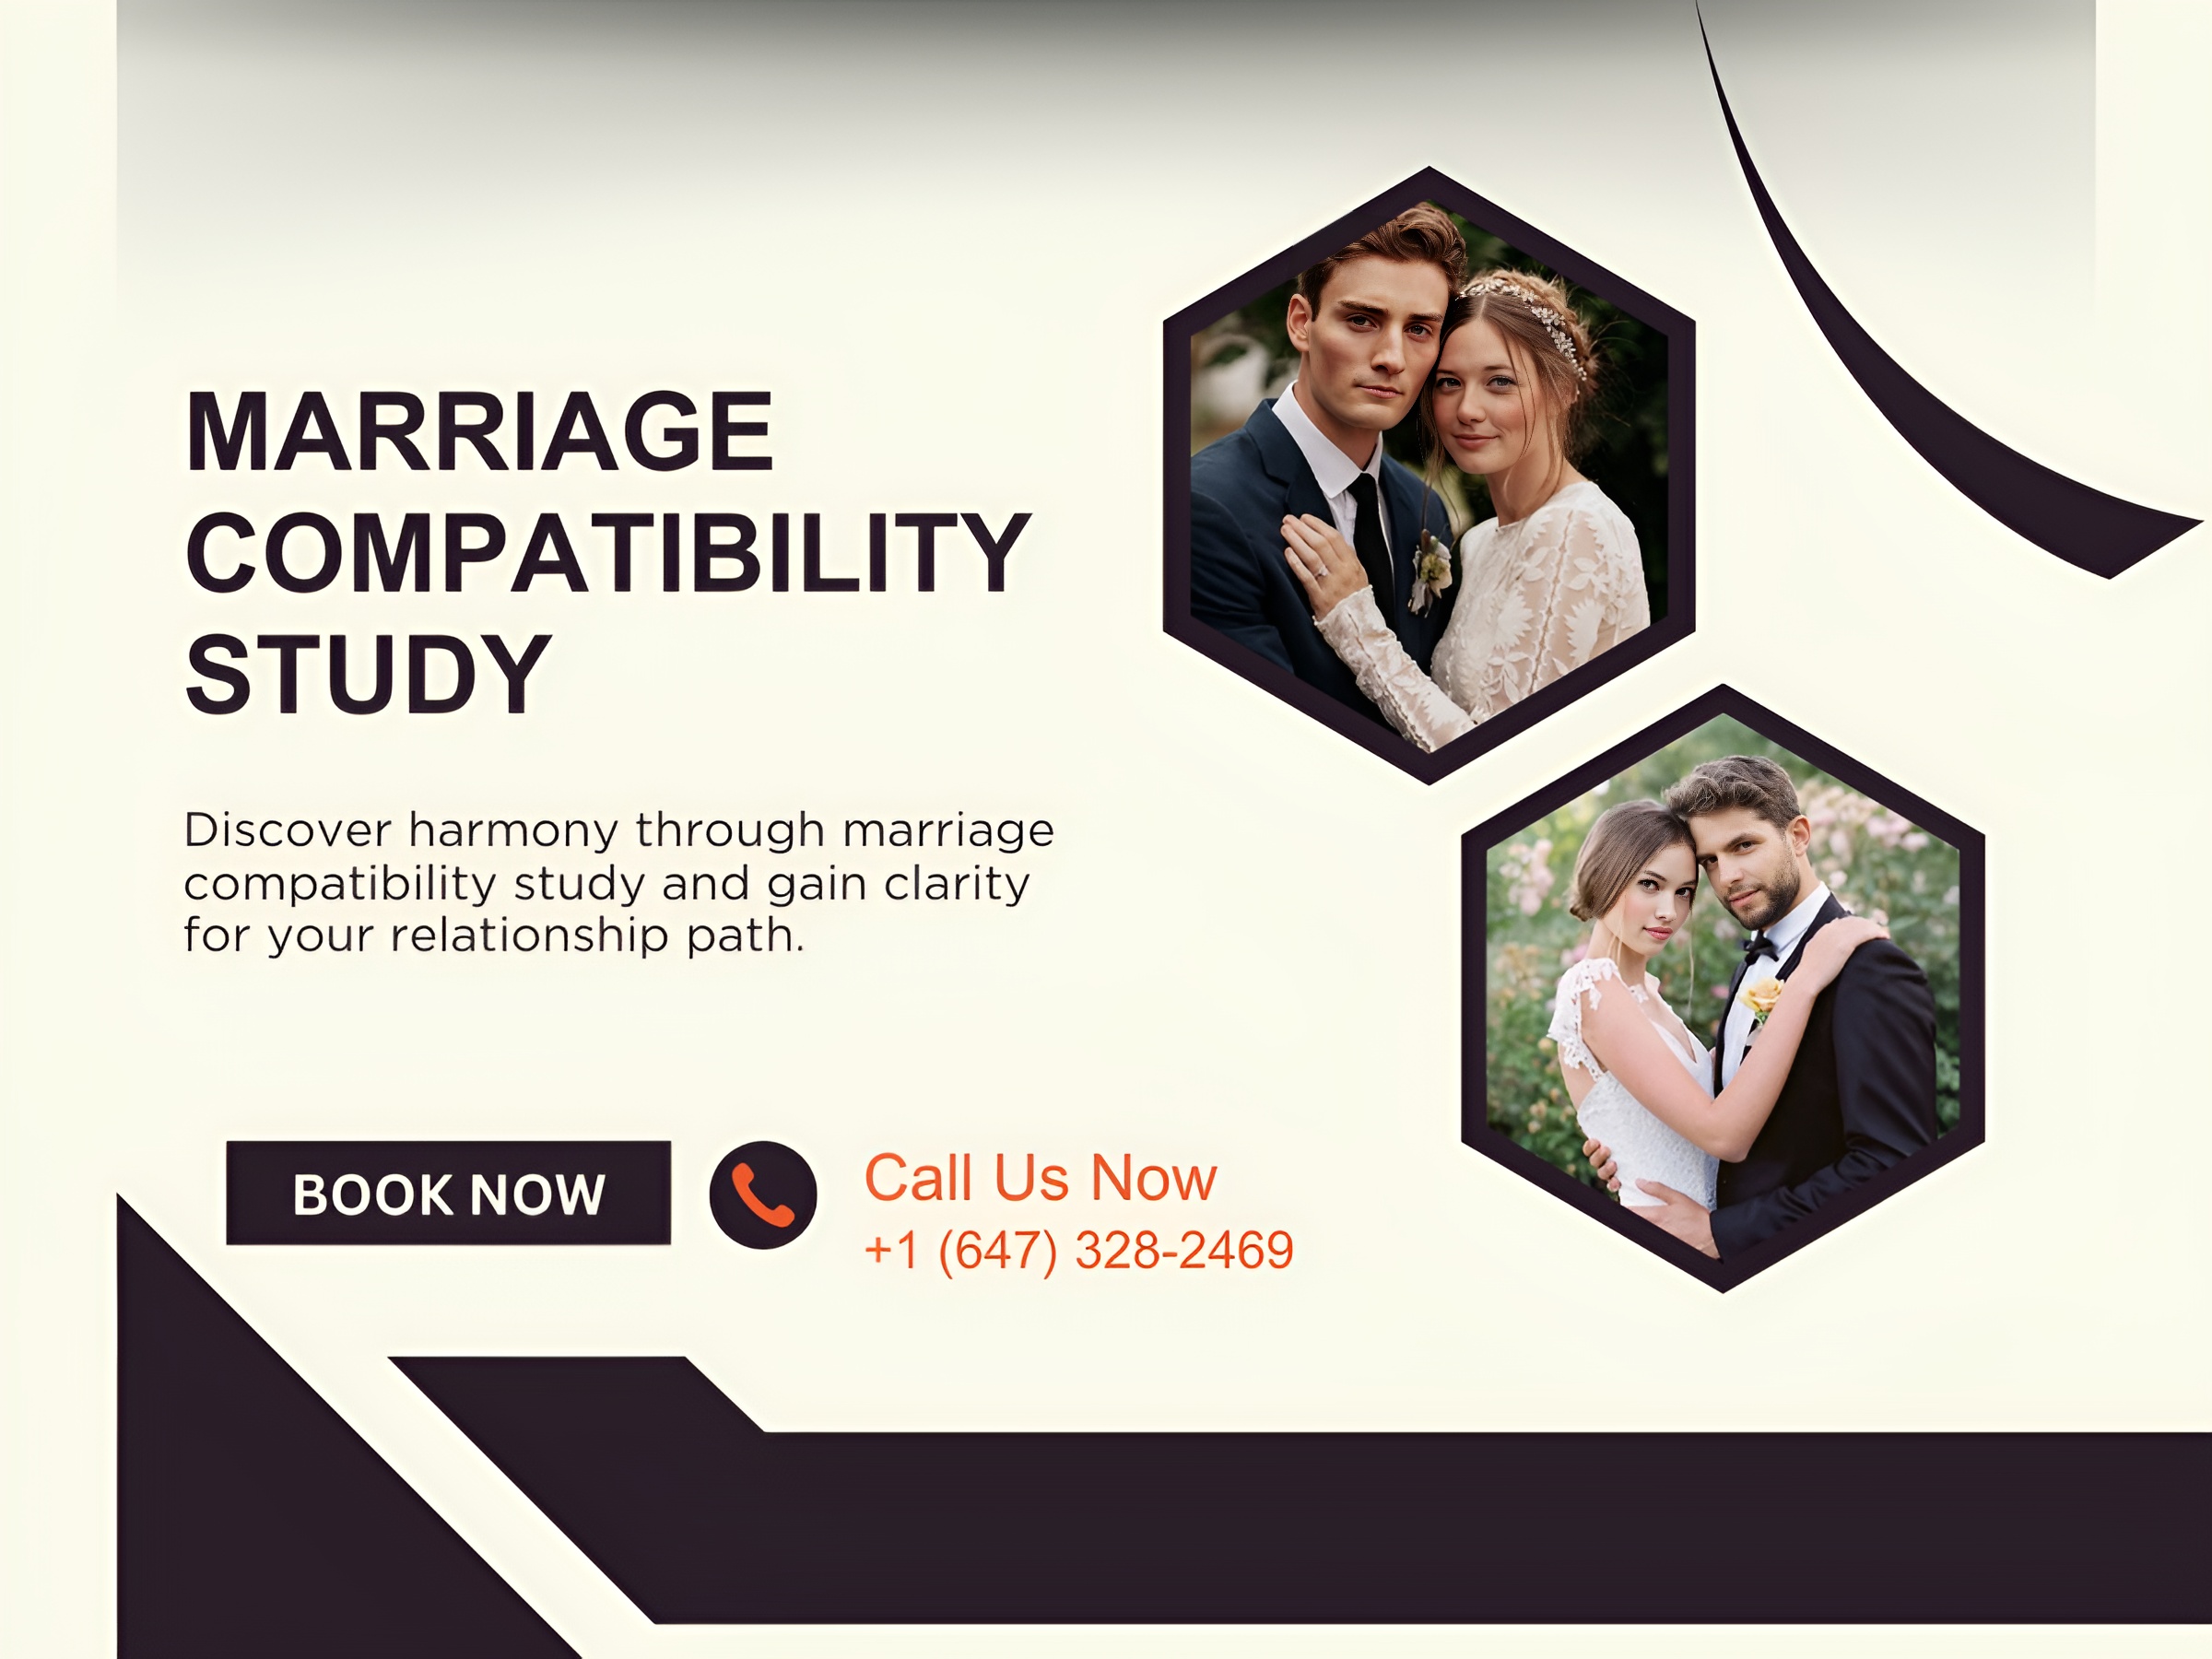 MARRIAGE
COMPATIBILITY
STUDY
Discover harmony through marriage
compatibility study and gain clarity
for your relationship path.
BOOK NOW
Call Us Now
+1 (647) 328-2469